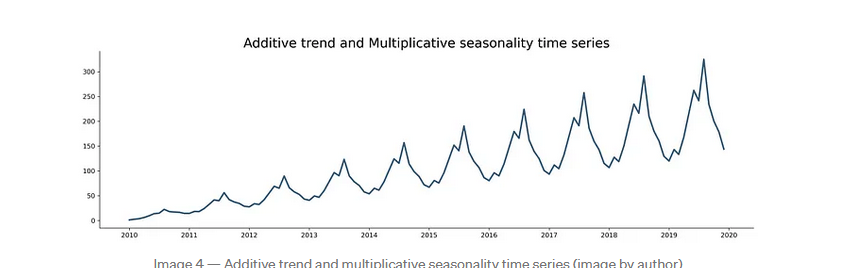 Additive trend and Multiplicative seasonality time series
300
250
200
150
100
50
0
2010 2011 2012 2013 2014 2015 2016 2017 2018 2019 2020
Image 4 — Additive trend and multiplicative seasonality time series (image by author)